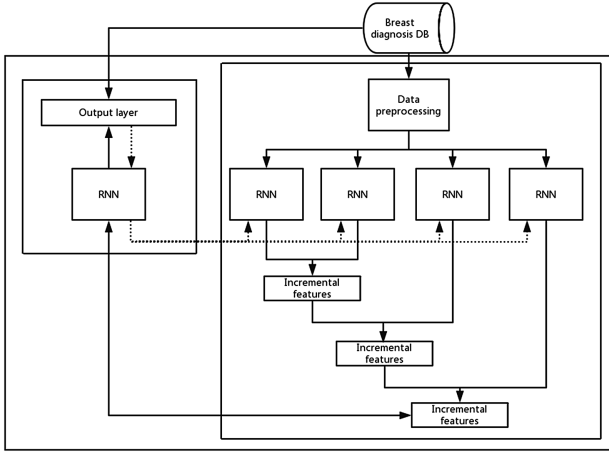 Breast
diagnosis DB
Output layer
Data
preprocessing
RNN
RNN
RNN
RNN
RNN
Incremental
features
Incremental
features
Incremental
features